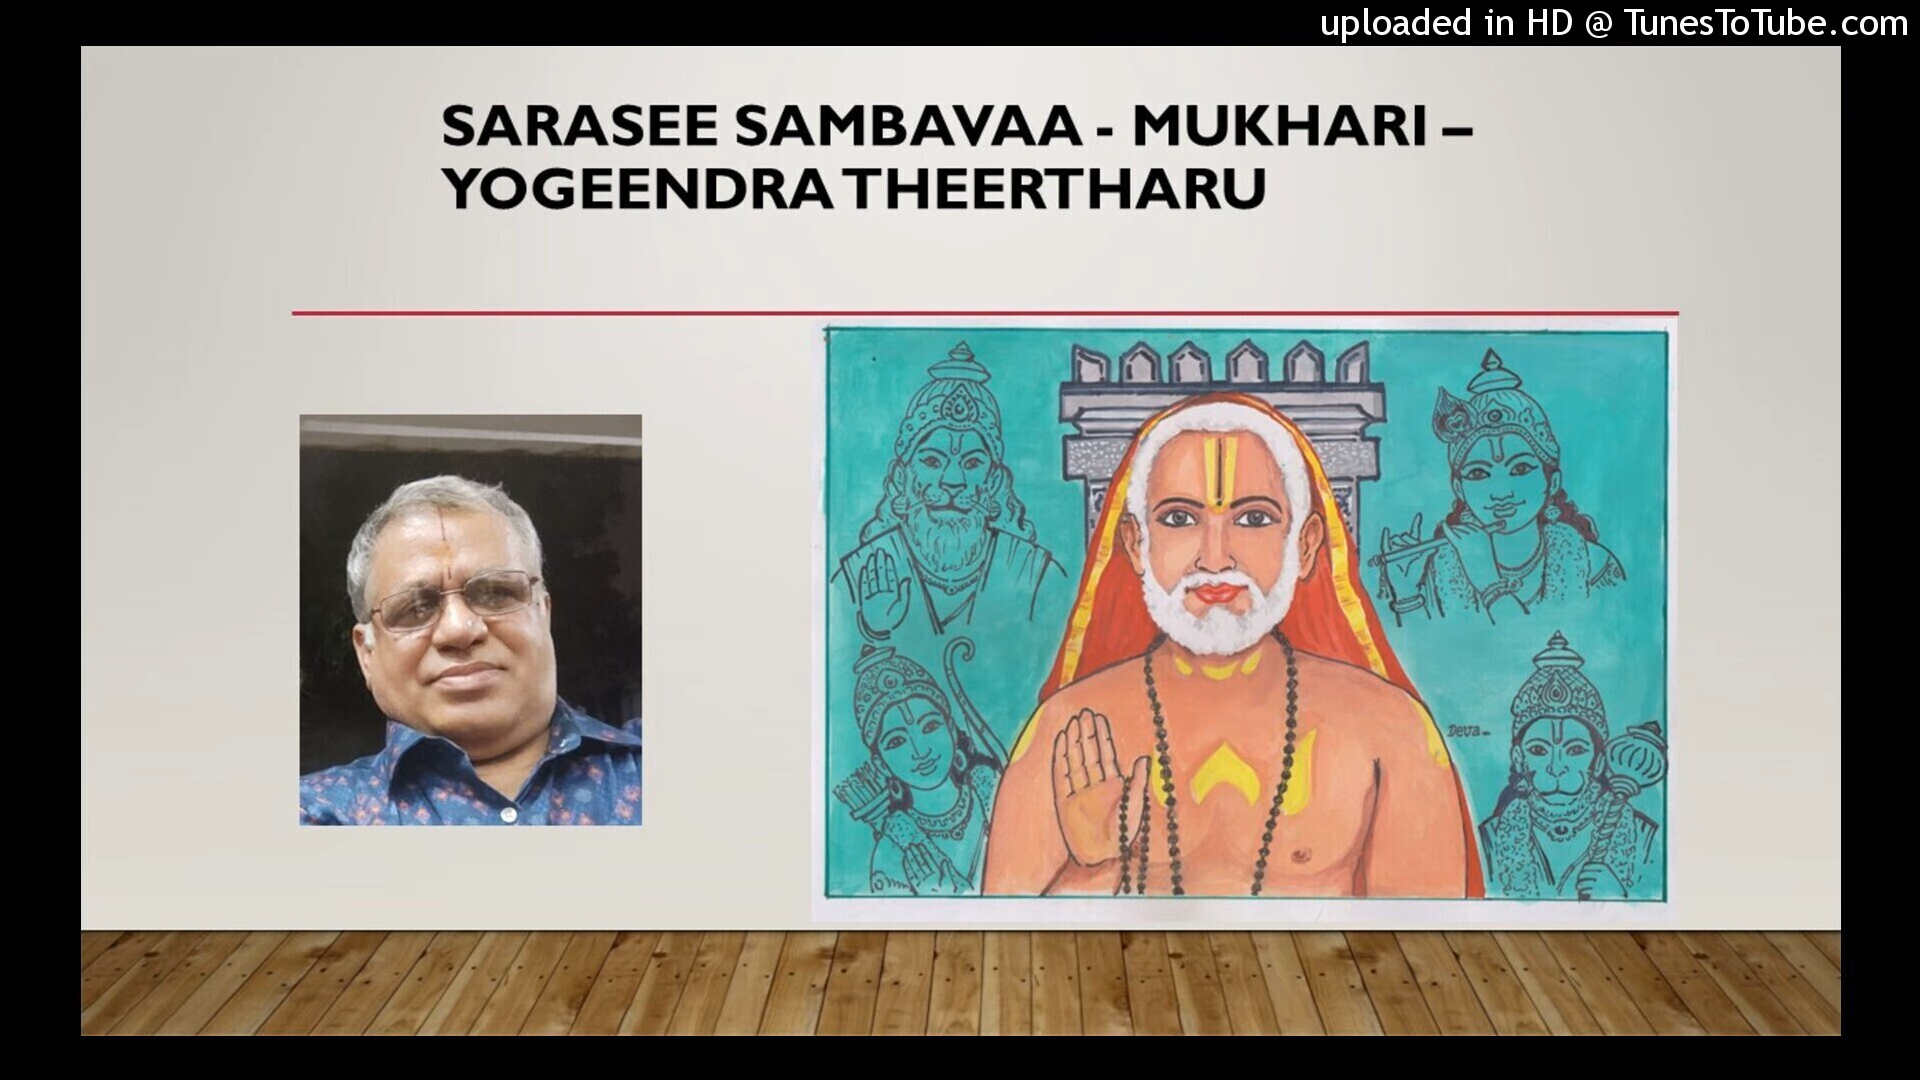 uploaded in HD @ TunesToTube.com
SARASEE SAMBAVAA - MUKHARI –
YOGEENDRA THEERTHARU
Deva-